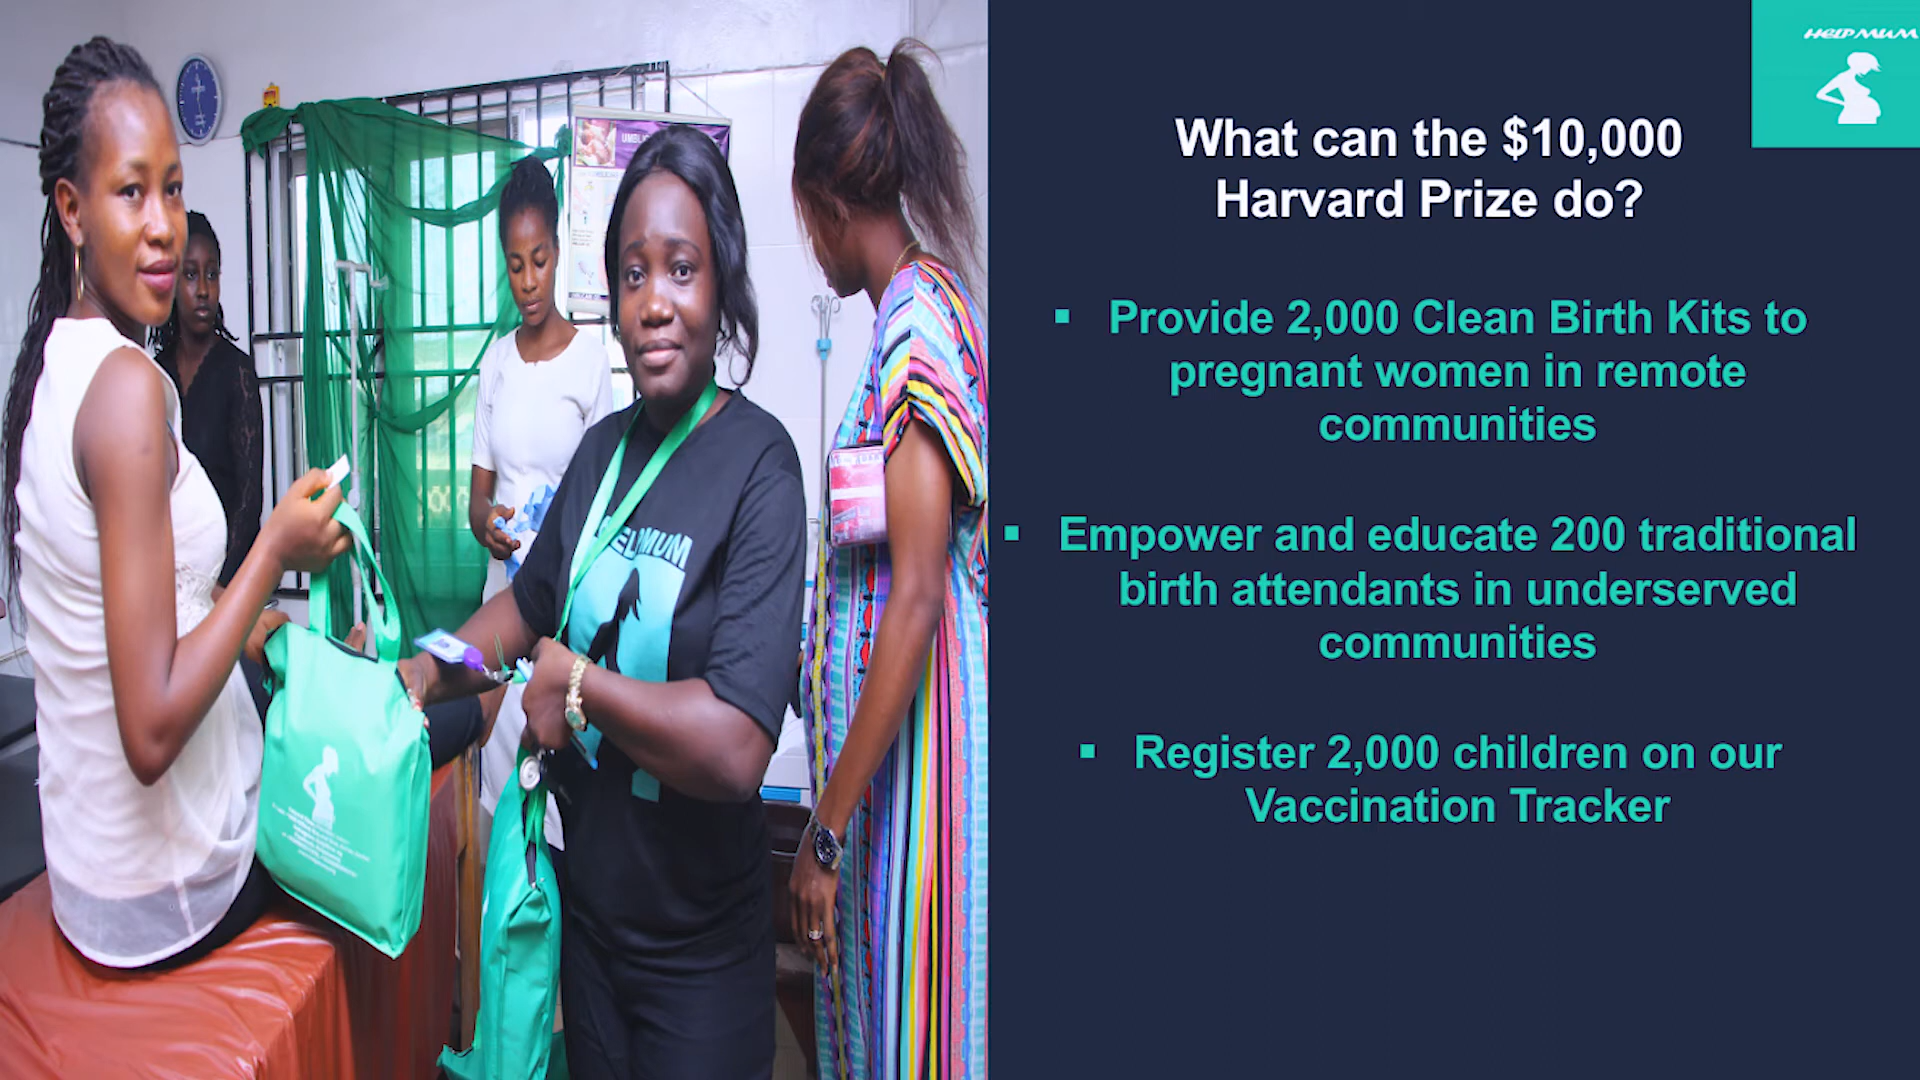 HELP MUM
What can the $10,000
Harvard Prize do?
▪ Provide 2,000 Clean Birth Kits to
pregnant women in remote
communities
▪ Empower and educate 200 traditional
birth attendants in underserved
communities
▪ Register 2,000 children on our
Vaccination Tracker